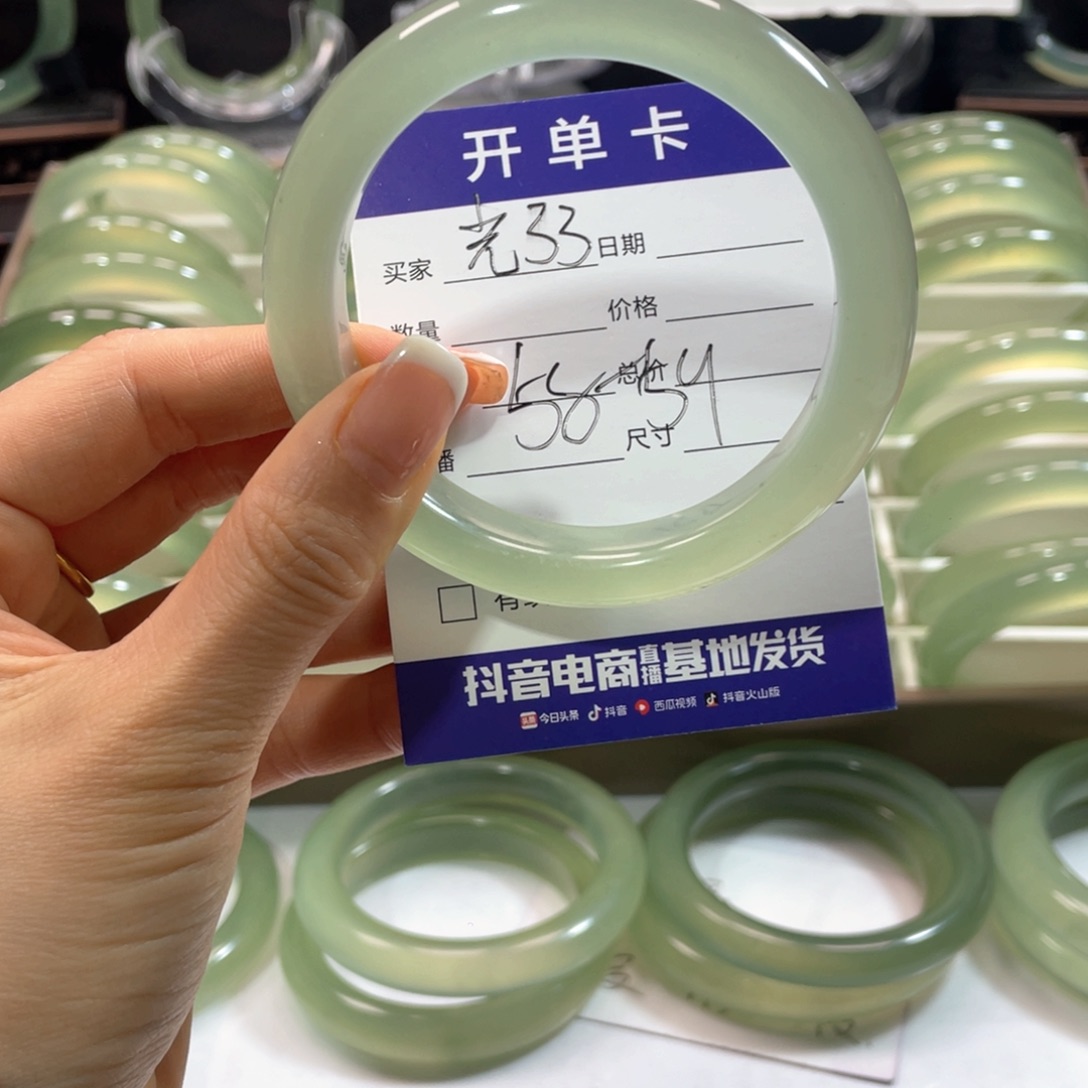 开单卡
买家 光33 日期
数量 价格
56-54 总价
播 尺寸
抖音电商直播基地发货
今日头条 抖音 西瓜视频 抖音火山版